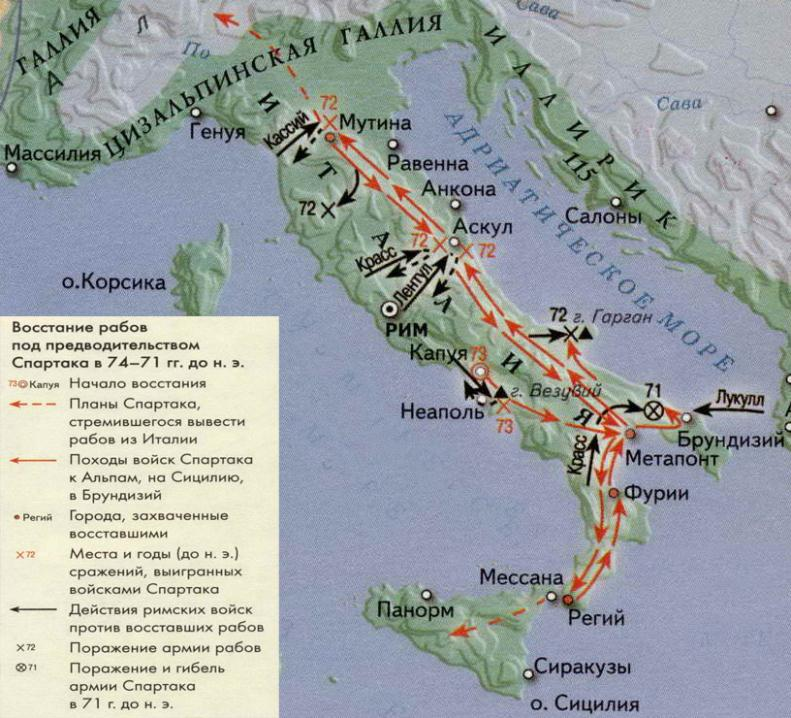 ГАЛЛИЯ
А
Л
По
ЦИЗАЛЬПИНСКАЯ ГАЛЛИЯ
ИЛЛИРИК
115
Сава
Сава
Массилия
Генуя
72
Мутина
Кассий
Равенна
72
Анкона
Салоны
АДРИАТИЧЕСКОЕ МОРЕ
ИТАЛИЯ
Аскул
72
72
Красс
Лентул
о.Корсика
РИМ
72
г. Гарган
Капуя
73
г. Везувий
Неаполь
73
71
Лукулл
Брундизий
Красс
Метапонт
Фурии
Мессана
Регий
Панорм
Сиракузы
о. Сицилия
Восстание рабов
под предводительством
Спартака в 74–71 гг. до н. э.
73 Капуя Начало восстания
Планы Спартака,
стремившегося вывести
рабов из Италии
Походы войск Спартака
к Альпам, на Сицилию,
в Брундизий
Регий Города, захваченные
восставшими
72 Места и годы (до н. э.)
сражений, выигранных
войсками Спартака
Действия римских войск
против восставших рабов
72 Поражение армии рабов
71 Поражение и гибель
армии Спартака
в 71 г. до н. э.